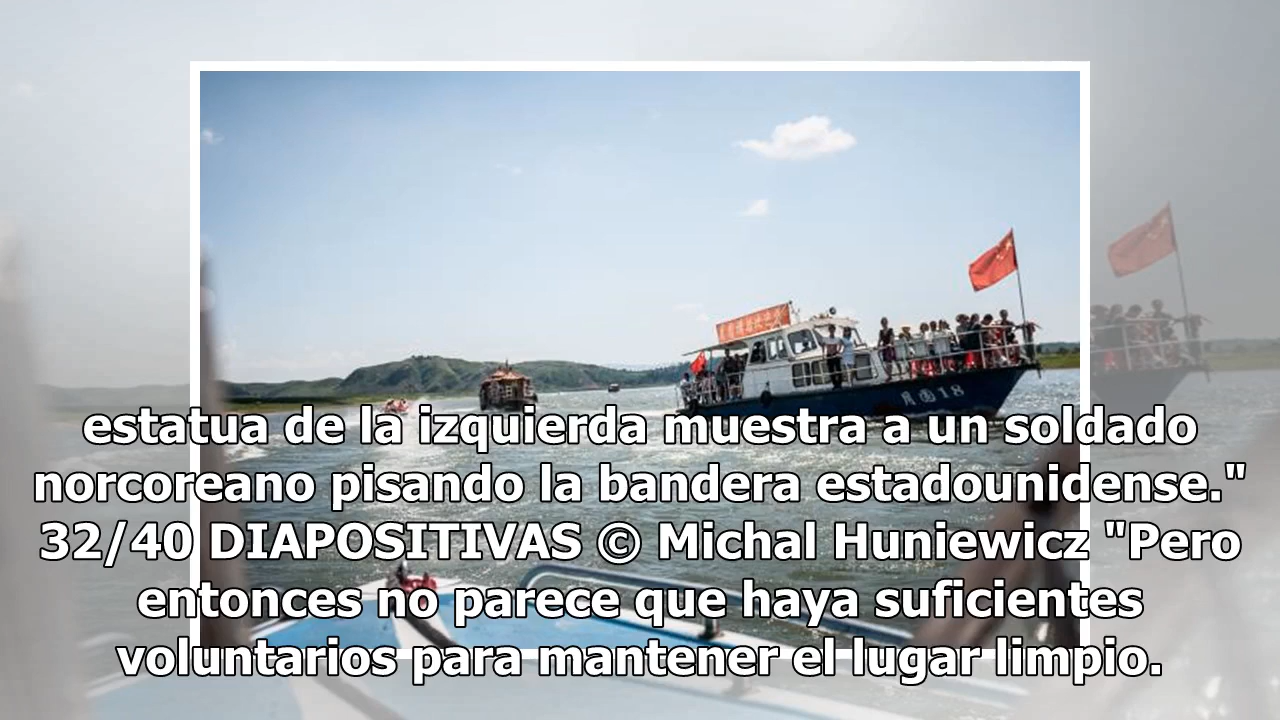 estatua de la izquierda muestra a un soldado
norcoreano pisando la bandera estadounidense."
32/40 DIAPOSITIVAS © Michal Huniewicz "Pero
entonces no parece que haya suficientes
voluntarios para mantener el lugar limpio.
18